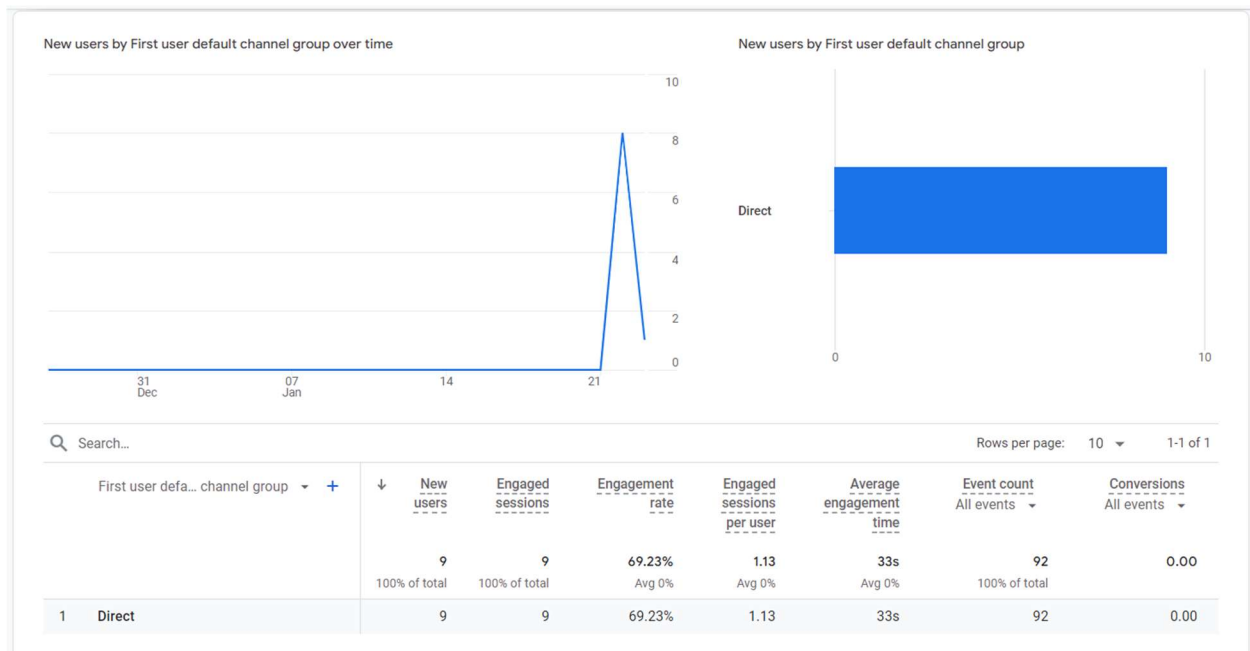 New users by First user default channel group over time
10
8
6
4
2
0
31
Dec
07
Jan
14
21
New users by First user default channel group
Direct
0
10
Search...
Rows per page: 10 1-1 of 1
First user defa... channel group +
New
users
Engaged
sessions
Engagement
rate
Engaged
sessions
per user
Average
engagement
time
Event count
All events
Conversions
All events
9 9 69.23% 1.13 33s 92 0.00
100% of total 100% of total Avg 0% Avg 0% Avg 0% 100% of total
1 Direct 9 9 69.23% 1.13 33s 92 0.00